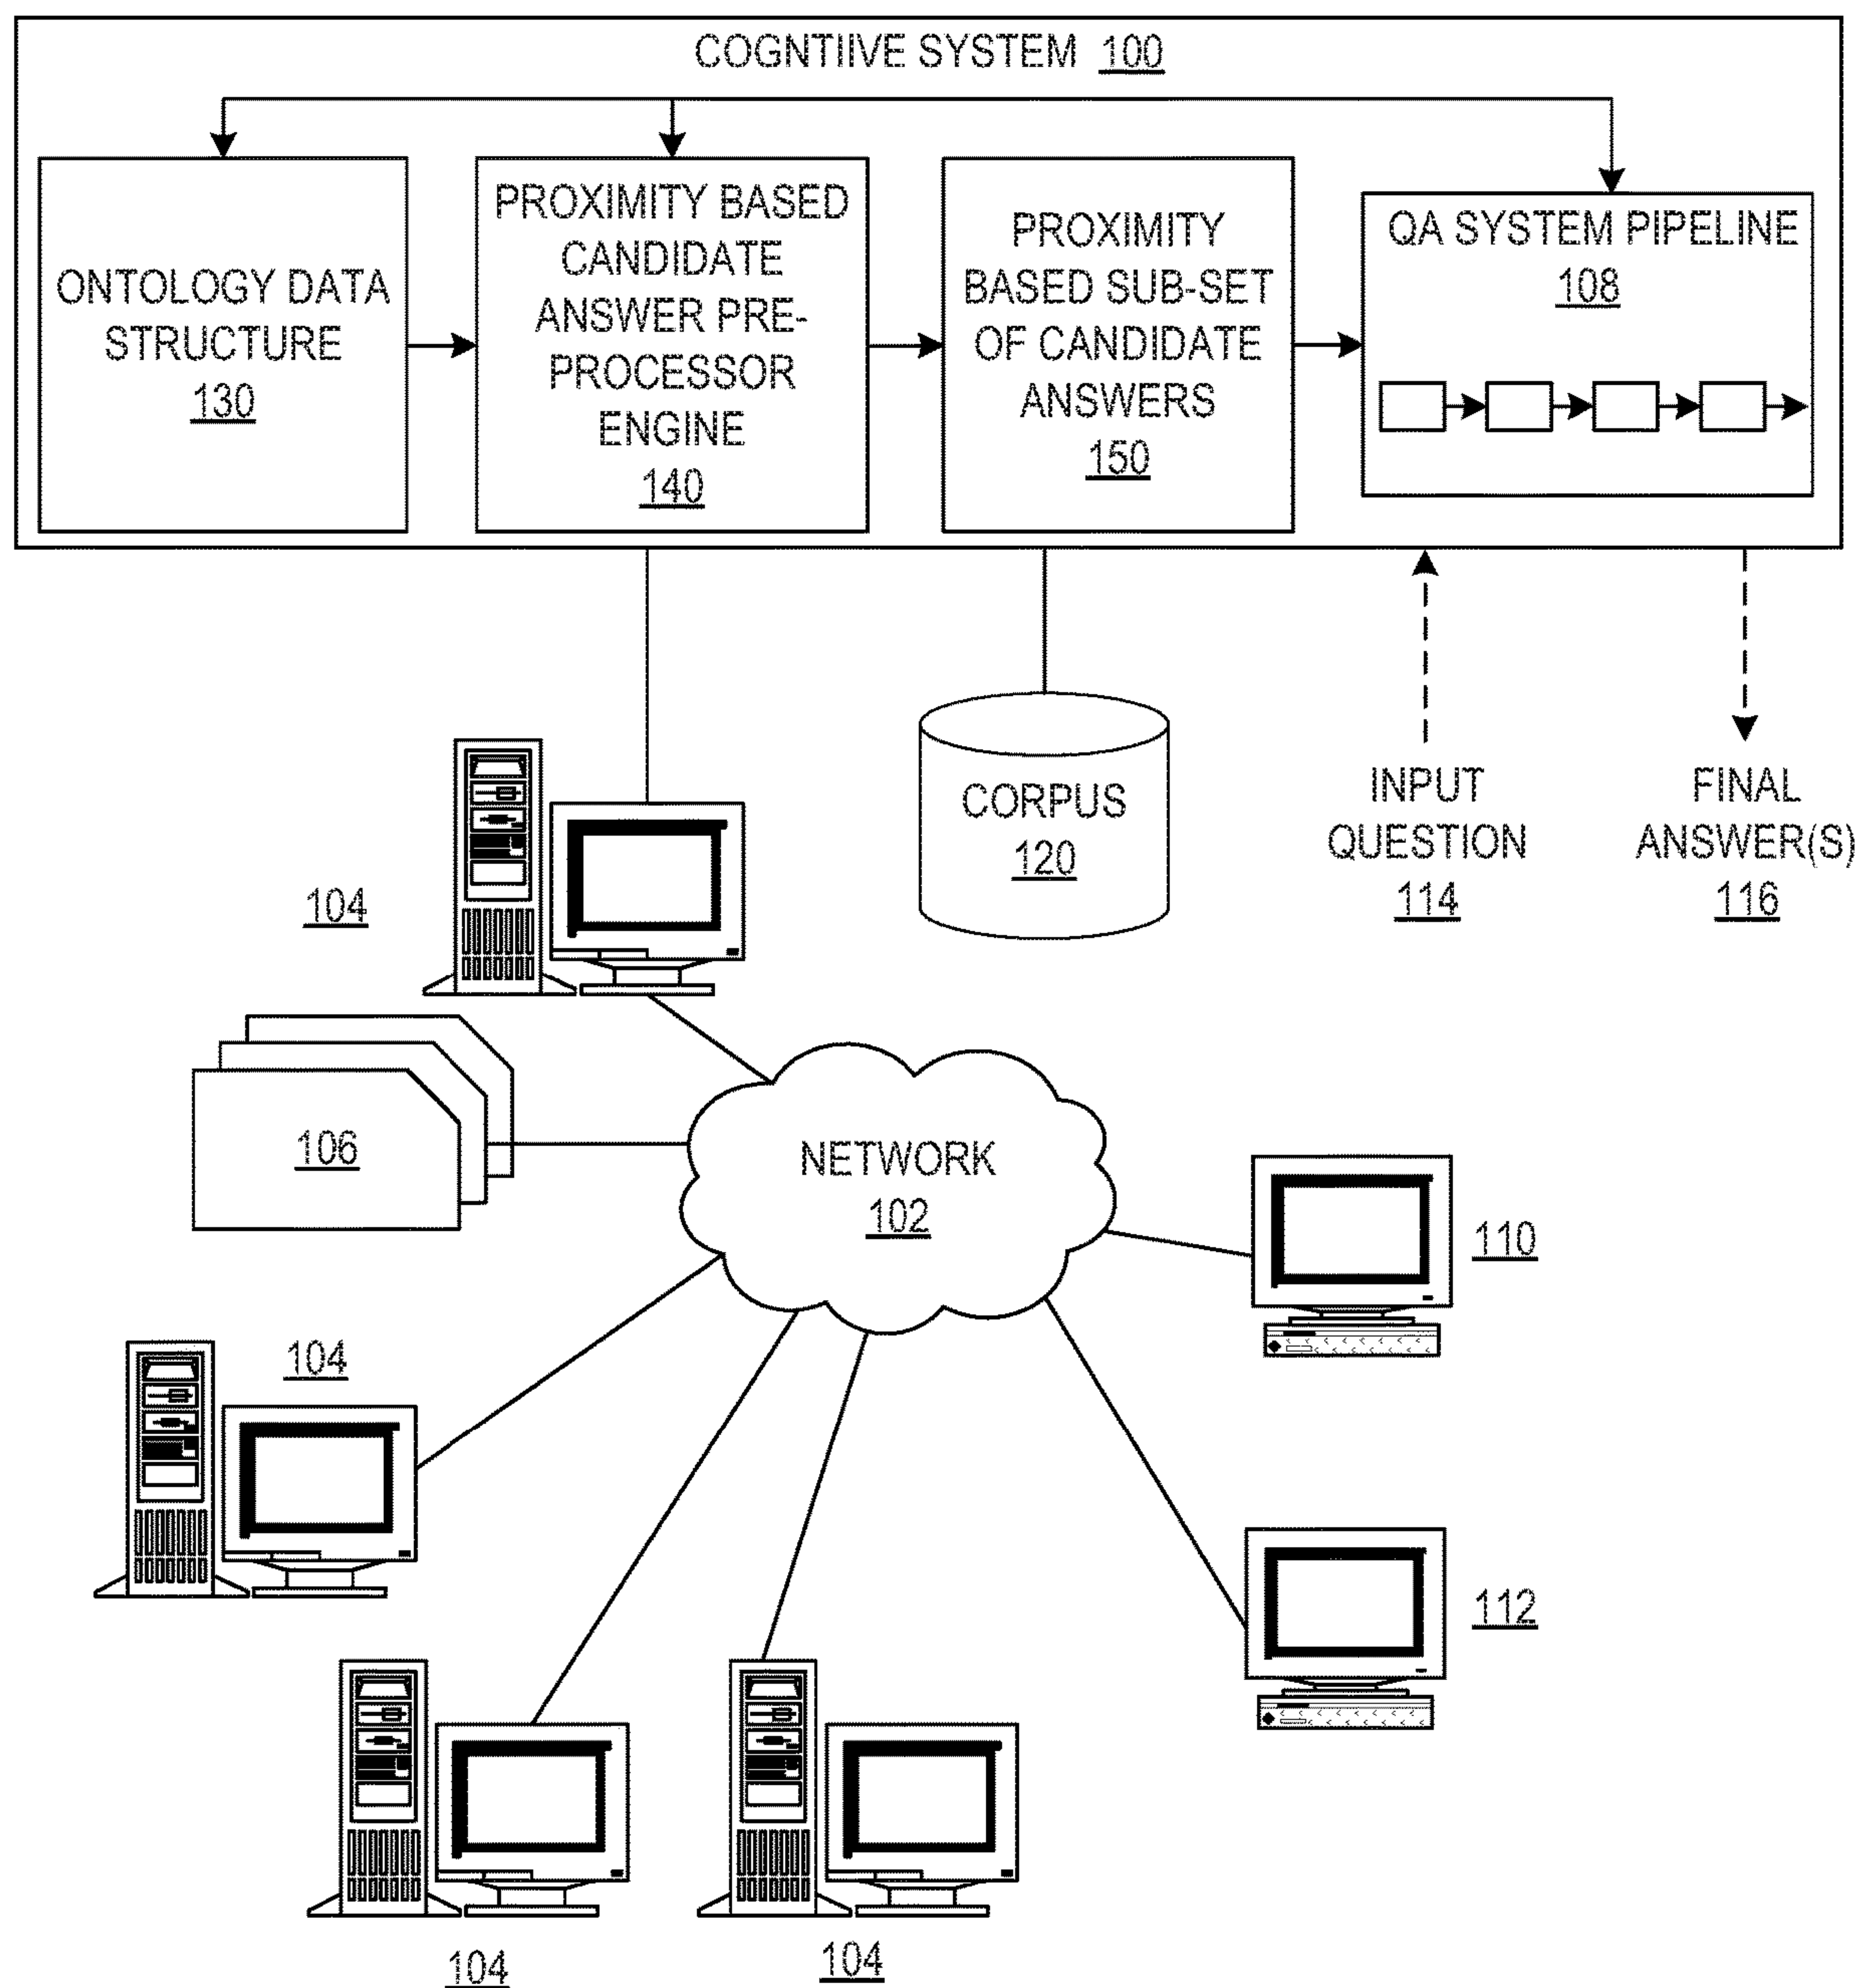 COGNTIIVE SYSTEM 100
ONTOLOGY DATA
STRUCTURE
130
PROXIMITY BASED
CANDIDATE
ANSWER PRE-
PROCESSOR
ENGINE
140
PROXIMITY
BASED SUB-SET
OF CANDIDATE
ANSWERS
150
QA SYSTEM PIPELINE
108
CORPUS
120
INPUT
QUESTION
114
FINAL
ANSWER(S)
116
104
106
NETWORK
102
110
104
112
104
104